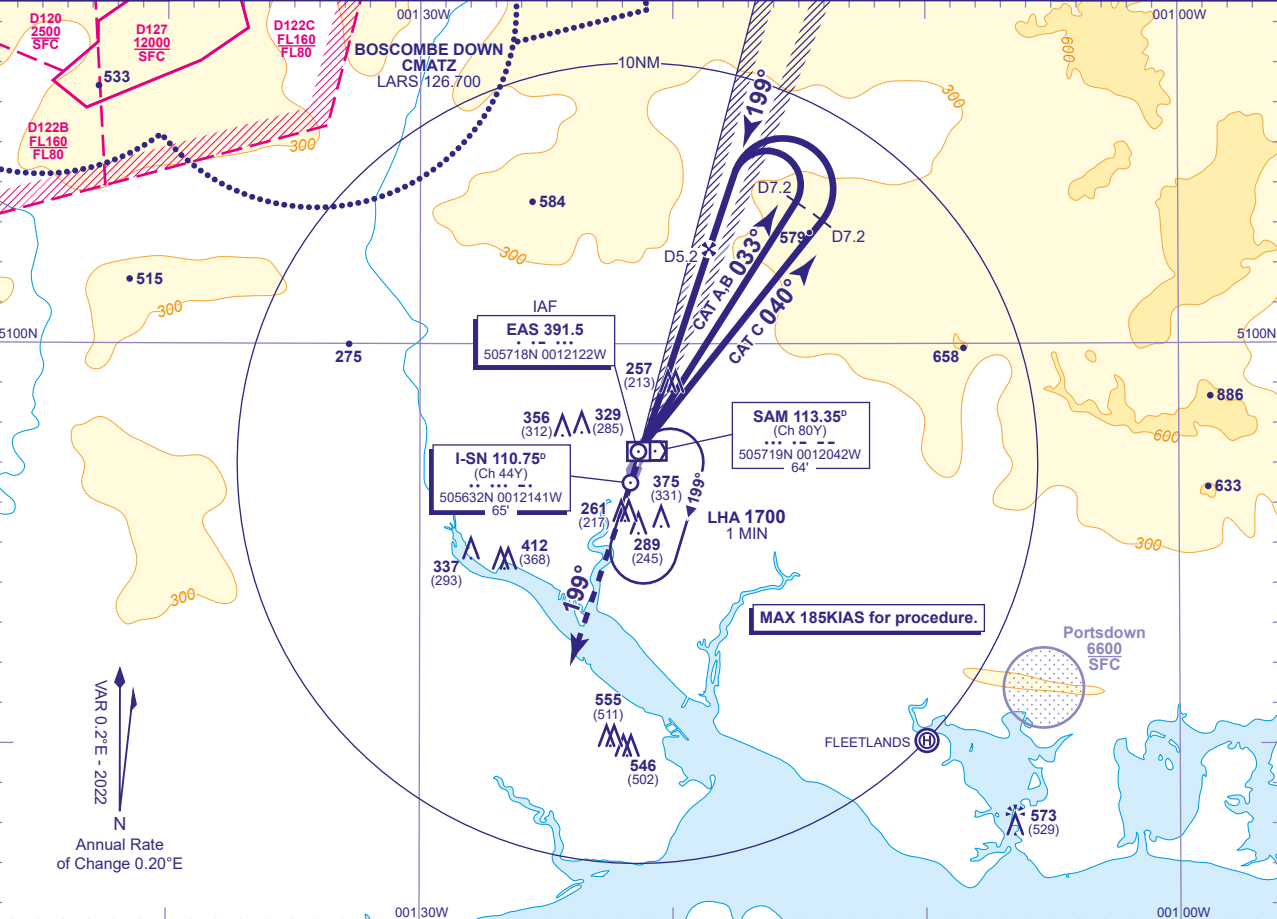 001'30W
001'00W
D120
2500
SFC
D127
12000
SFC
D122C
FL160
FL80
533
BOSCOMBE DOWN
CMATZ
LARS 126.700
10NM
600
300
199°
D122B
FL160
FL80
300
584
D7.2
579
D7.2
D5.2
300
CAT A,B 033°
CAT C 040°
515
300
IAF
EAS 391.5
505718N 0012122W
5100N
5100N
275
658
257
(213)
886
356
(312)
329
(285)
SAM 113.35ᴰ
(Ch 80Y)
505719N 0012042W
64'
600
I-SN 110.75ᴰ
(Ch 44Y)
505632N 0012141W
65'
375
(331)
199°
633
261
(217)
LHA 1700
1 MIN
289
(245)
300
412
(368)
337
(293)
300
199°
MAX 185KIAS for procedure.
Portsdown
6600
SFC
VAR 0.2°E - 2022
555
(511)
546
(502)
FLEETLANDS
H
573
(529)
N
Annual Rate
of Change 0.20°E
001'30W
001'00W